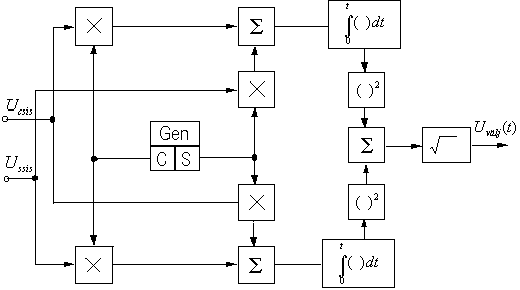 × Σ ∫₀ᵗ( )dt
× ( )²
U_csis
Gen Σ √‾ U_valj(t)
C S
U_ssis
× ( )²
× Σ ∫₀ᵗ( )dt